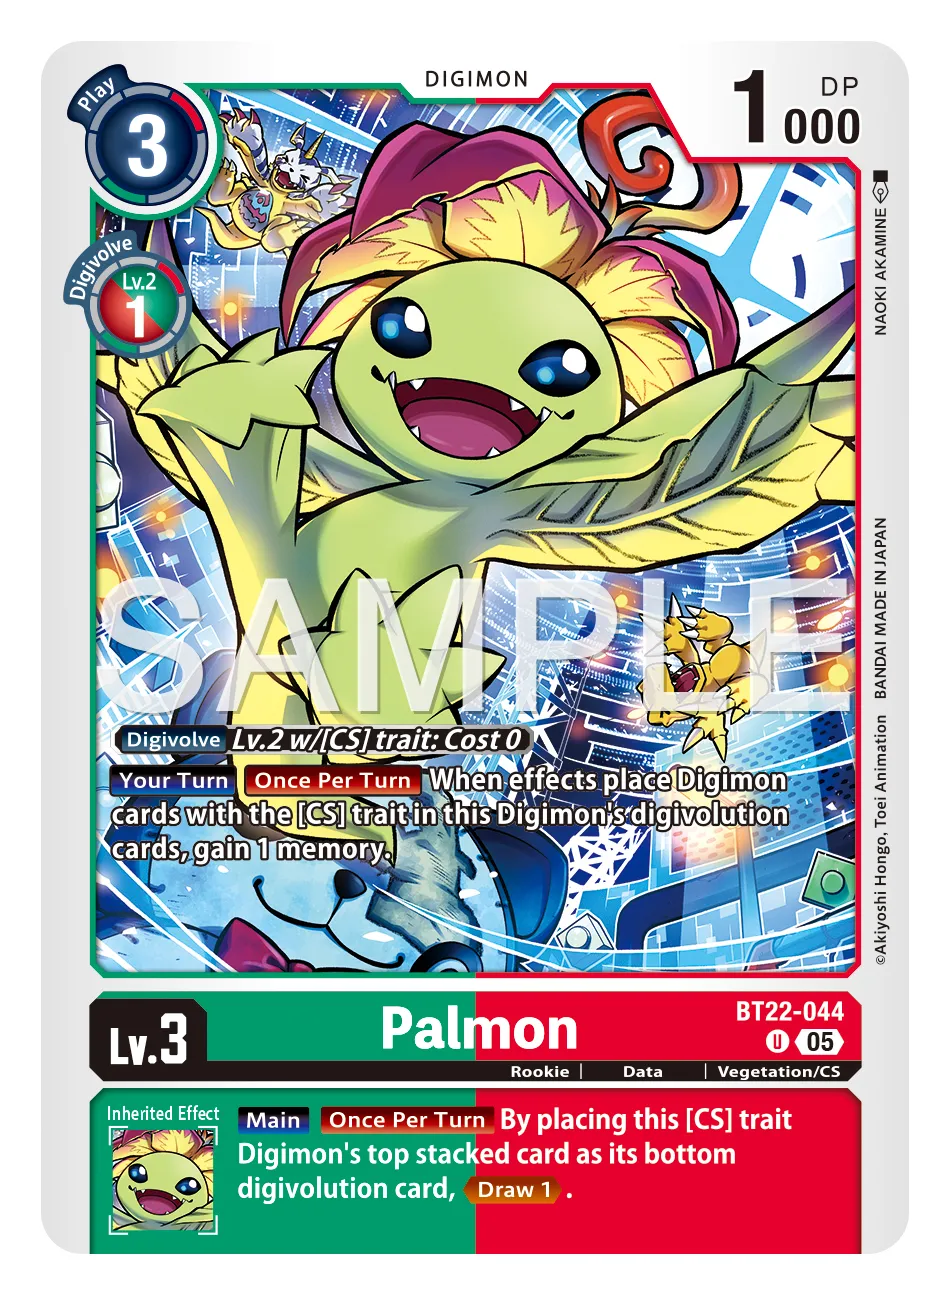 DIGIMON
Play
3
1000
DP
Digivolve
Lv.2
1
NAOKI AKAMINE
BANDAI MADE IN JAPAN
©Akiyoshi Hongo, Toei Animation
SAMPLE
Digivolve Lv.2 w/[CS] trait: Cost 0
Your Turn Once Per Turn When effects place Digimon
cards with the [CS] trait in this Digimon's digivolution
cards, gain 1 memory.
Lv.3
Palmon
BT22-044
U 05
Rookie | Data | Vegetation/CS
Inherited Effect
Main Once Per Turn By placing this [CS] trait
Digimon's top stacked card as its bottom
digivolution card, Draw 1.